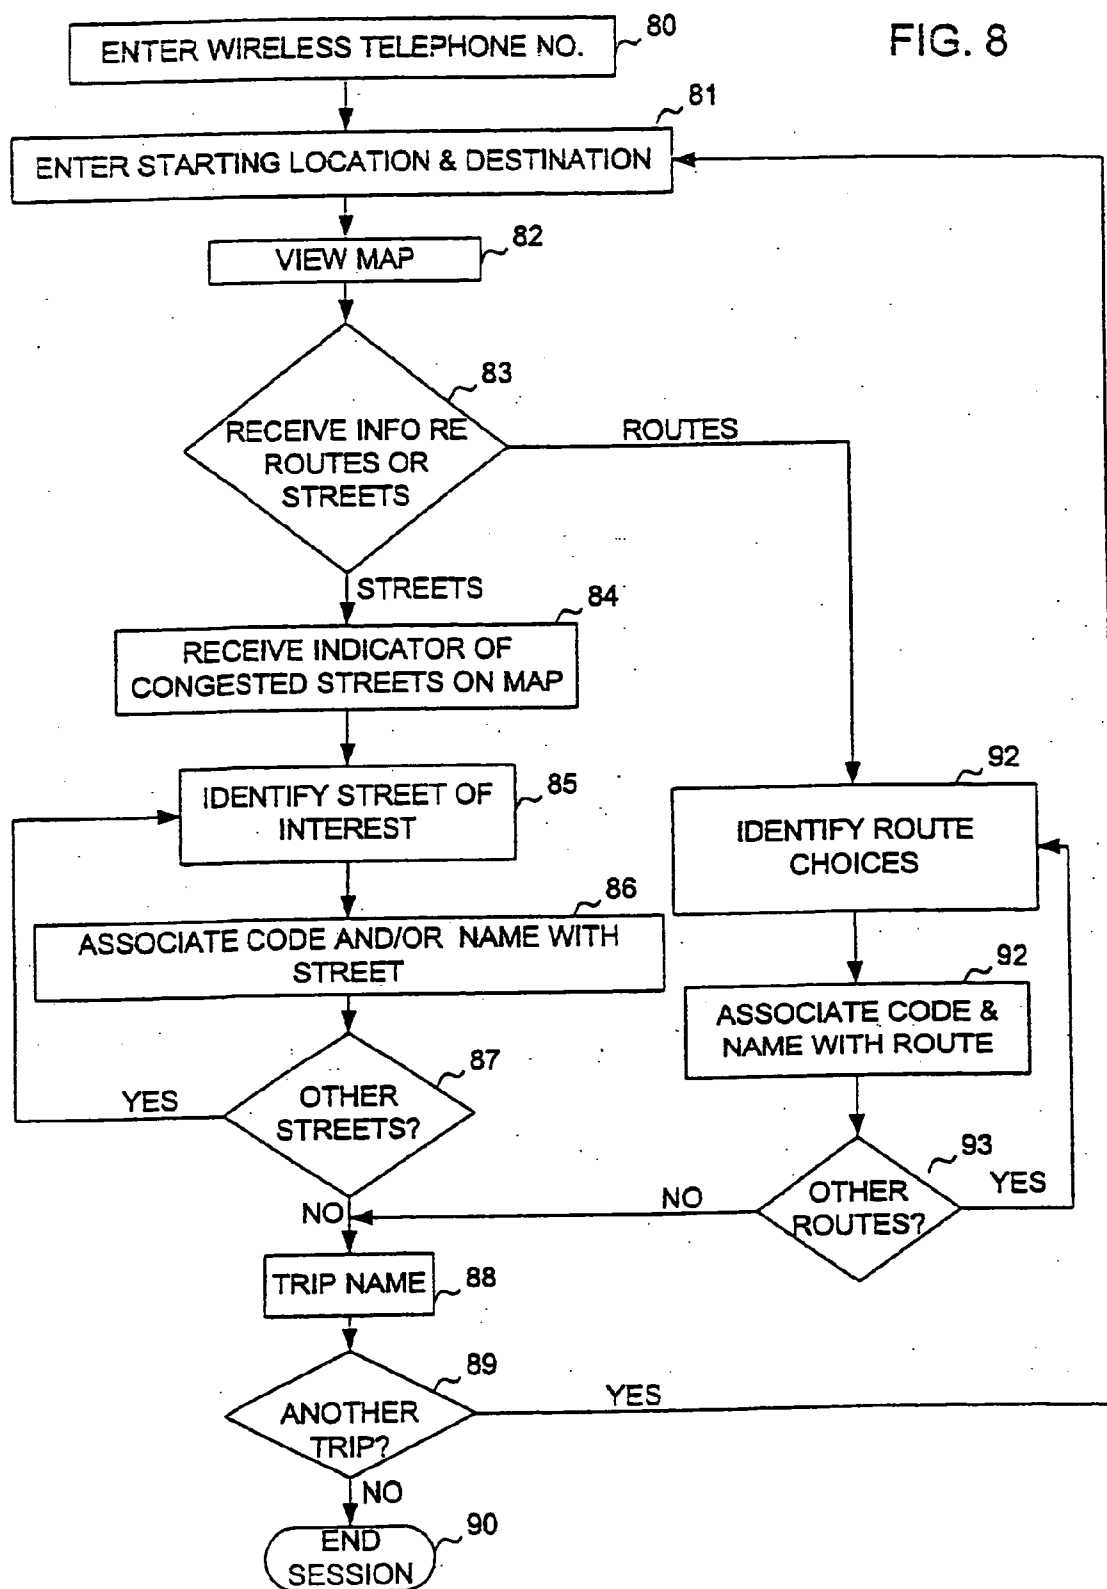 FIG. 8
80
ENTER WIRELESS TELEPHONE NO.
81
ENTER STARTING LOCATION & DESTINATION
82
VIEW MAP
83
RECEIVE INFO RE
ROUTES OR
STREETS
ROUTES
STREETS
84
RECEIVE INDICATOR OF
CONGESTED STREETS ON MAP
85
IDENTIFY STREET OF
INTEREST
92
IDENTIFY ROUTE
CHOICES
86
ASSOCIATE CODE AND/OR NAME WITH
STREET
92
ASSOCIATE CODE &
NAME WITH ROUTE
87
OTHER
STREETS?
YES
NO
93
OTHER
ROUTES?
YES
NO
88
TRIP NAME
89
ANOTHER
TRIP?
YES
NO
90
END
SESSION